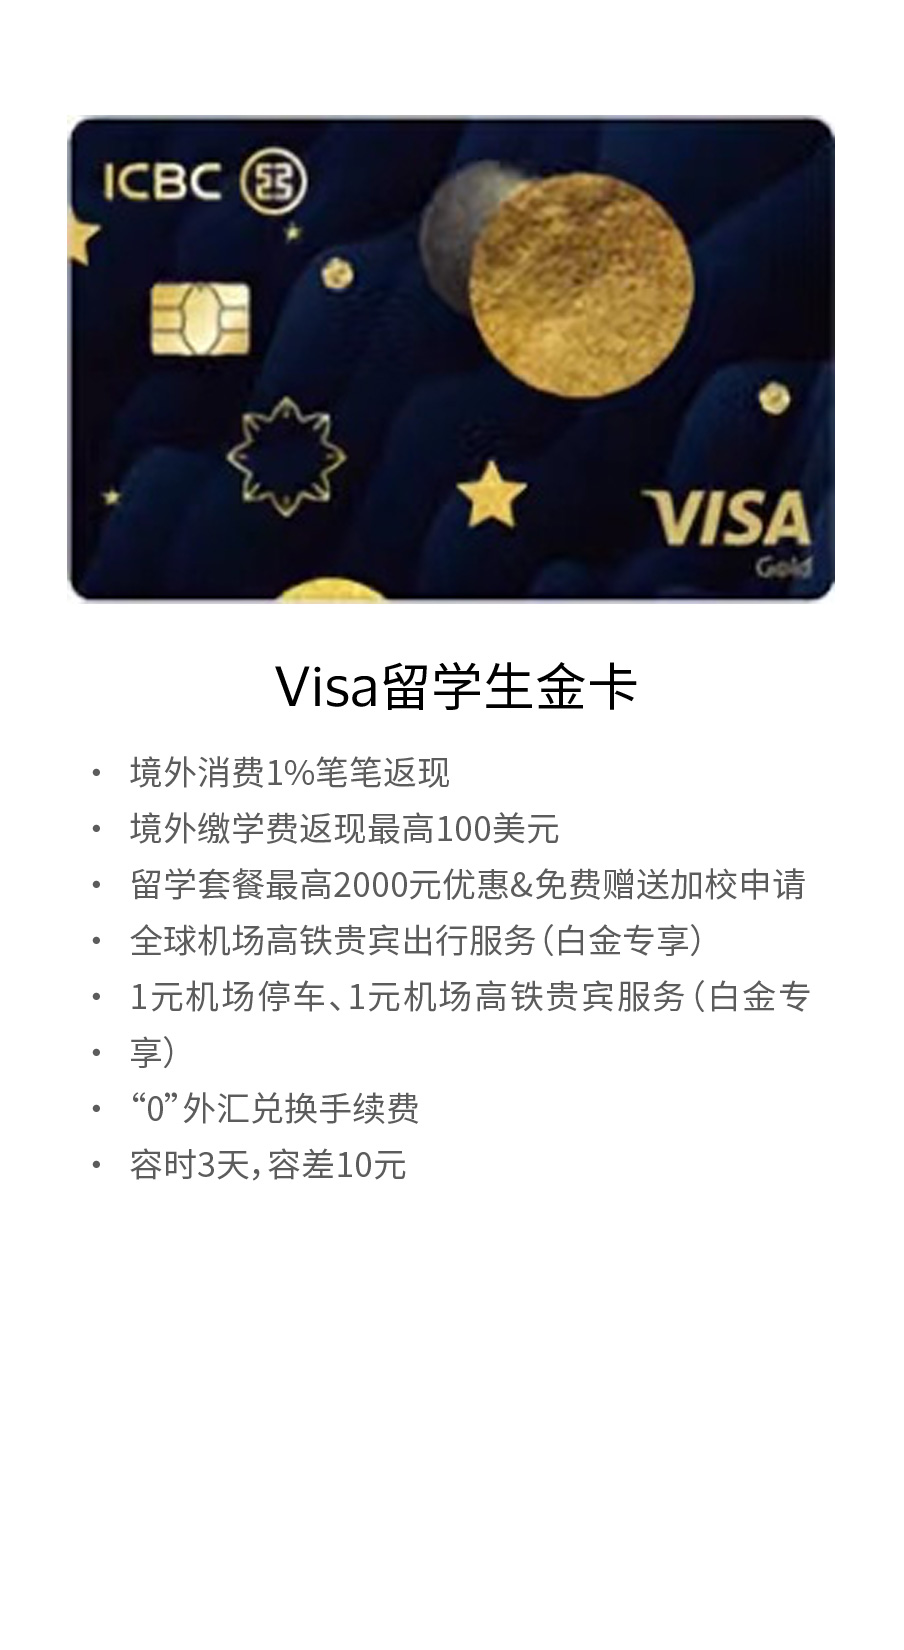 ICBC
VISA
Gold
Visa留学生金卡
• 境外消费1%笔笔返现
• 境外缴学费返现最高100美元
• 留学套餐最高2000元优惠&免费赠送加校申请
• 全球机场高铁贵宾出行服务（白金专享）
• 1元机场停车、1元机场高铁贵宾服务（白金专
• 享）
• “0”外汇兑换手续费
• 容时3天，容差10元